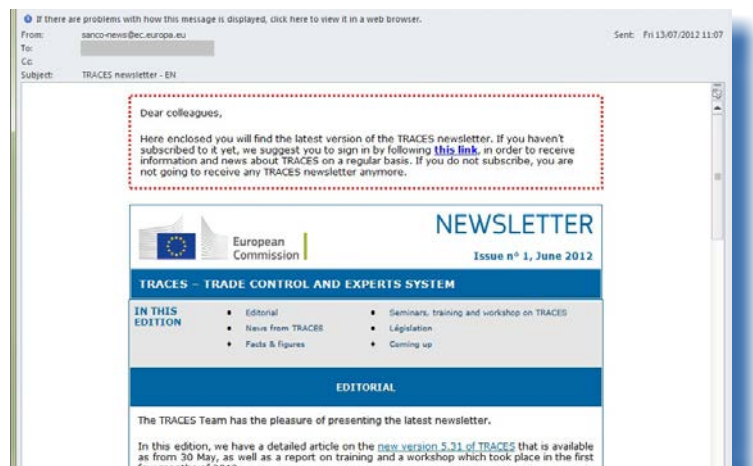 If there are problems with how this message is displayed, click here to view it in a web browser.
From: sanco-news@ec.europa.eu Sent: Fri 13/07/2012 11:07
To:
Cc:
Subject: TRACES newsletter - EN
Dear colleagues,
Here enclosed you will find the latest version of the TRACES newsletter. If you haven't
subscribed to it yet, we suggest you to sign in by following this link, in order to receive
information and news about TRACES on a regular basis. If you do not subscribe, you are
not going to receive any TRACES newsletter anymore.
European
Commission
NEWSLETTER
Issue nº 1, June 2012
TRACES – TRADE CONTROL AND EXPERTS SYSTEM
IN THIS
EDITION
• Editorial
• News from TRACES
• Facts & figures
• Seminars, training and workshop on TRACES
• Législation
• Coming up
EDITORIAL
The TRACES Team has the pleasure of presenting the latest newsletter.
In this edition, we have a detailed article on the new version 5.31 of TRACES that is available
as from 30 May, as well as a report on training and a workshop which took place in the first